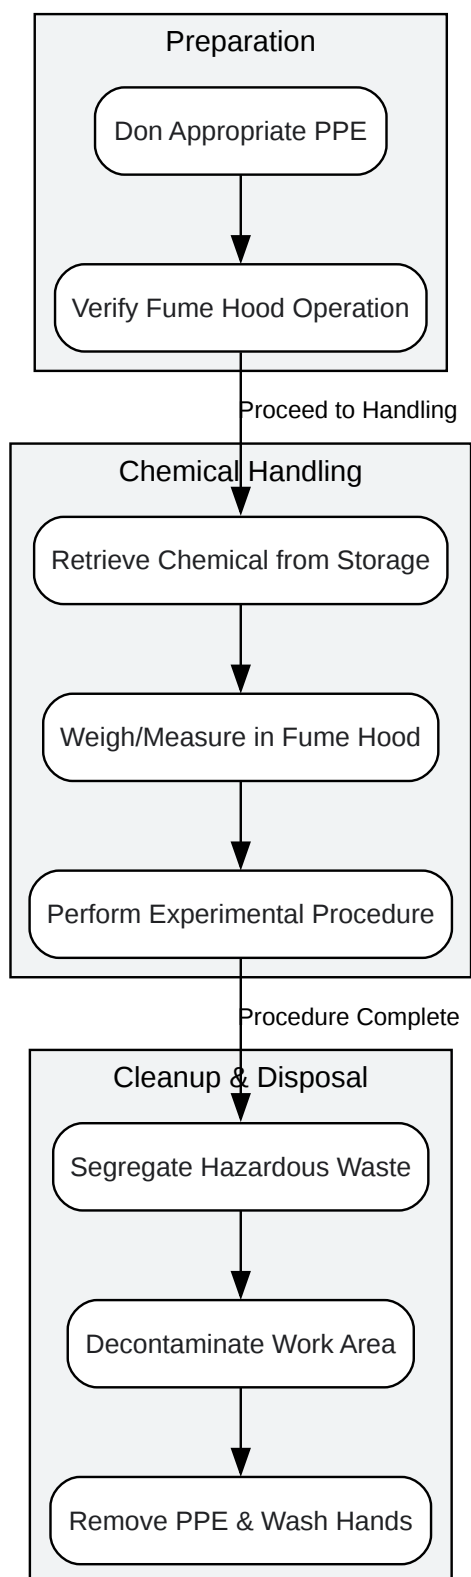 Preparation
Don Appropriate PPE
Verify Fume Hood Operation
Proceed to Handling
Chemical Handling
Retrieve Chemical from Storage
Weigh/Measure in Fume Hood
Perform Experimental Procedure
Procedure Complete
Cleanup & Disposal
Segregate Hazardous Waste
Decontaminate Work Area
Remove PPE & Wash Hands